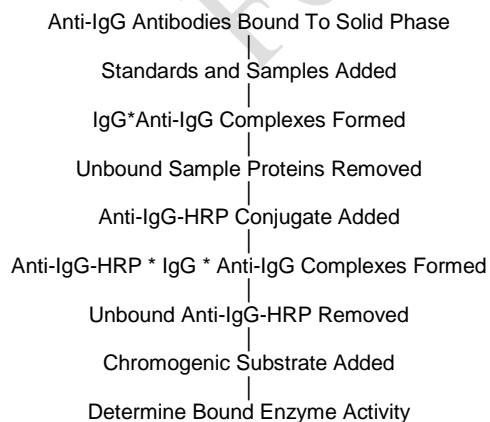 Anti-IgG Antibodies Bound To Solid Phase
Standards and Samples Added
IgG*Anti-IgG Complexes Formed
Unbound Sample Proteins Removed
Anti-IgG-HRP Conjugate Added
Anti-IgG-HRP * IgG * Anti-IgG Complexes Formed
Unbound Anti-IgG-HRP Removed
Chromogenic Substrate Added
Determine Bound Enzyme Activity